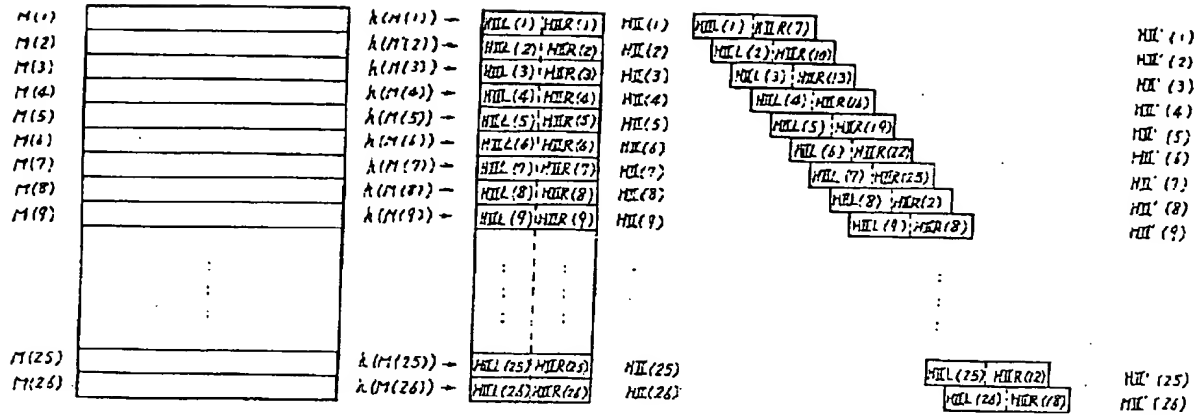 M(1) h(M(1))→ HⅡL(1) HⅡR(1) HⅡ(1) HⅡL(1) HⅡR(7) HⅡ'(1)
M(2) h(M(2))→ HⅡL(2) HⅡR(2) HⅡ(2) HⅡL(2) HⅡR(10) HⅡ'(2)
M(3) h(M(3))→ HⅡL(3) HⅡR(3) HⅡ(3) HⅡL(3) HⅡR(13) HⅡ'(3)
M(4) h(M(4))→ HⅡL(4) HⅡR(4) HⅡ(4) HⅡL(4) HⅡR(16) HⅡ'(4)
M(5) h(M(5))→ HⅡL(5) HⅡR(5) HⅡ(5) HⅡL(5) HⅡR(19) HⅡ'(5)
M(6) h(M(6))→ HⅡL(6) HⅡR(6) HⅡ(6) HⅡL(6) HⅡR(22) HⅡ'(6)
M(7) h(M(7))→ HⅡL(7) HⅡR(7) HⅡ(7) HⅡL(7) HⅡR(25) HⅡ'(7)
M(8) h(M(8))→ HⅡL(8) HⅡR(8) HⅡ(8) HⅡL(8) HⅡR(2) HⅡ'(8)
M(9) h(M(9))→ HⅡL(9) HⅡR(9) HⅡ(9) HⅡL(9) HⅡR(8) HⅡ'(9)
M(25) h(M(25))→ HⅡL(25) HⅡR(25) HⅡ(25) HⅡL(25) HⅡR(12) HⅡ'(25)
M(26) h(M(26))→ HⅡL(26) HⅡR(26) HⅡ(26) HⅡL(26) HⅡR(18) HⅡ'(26)